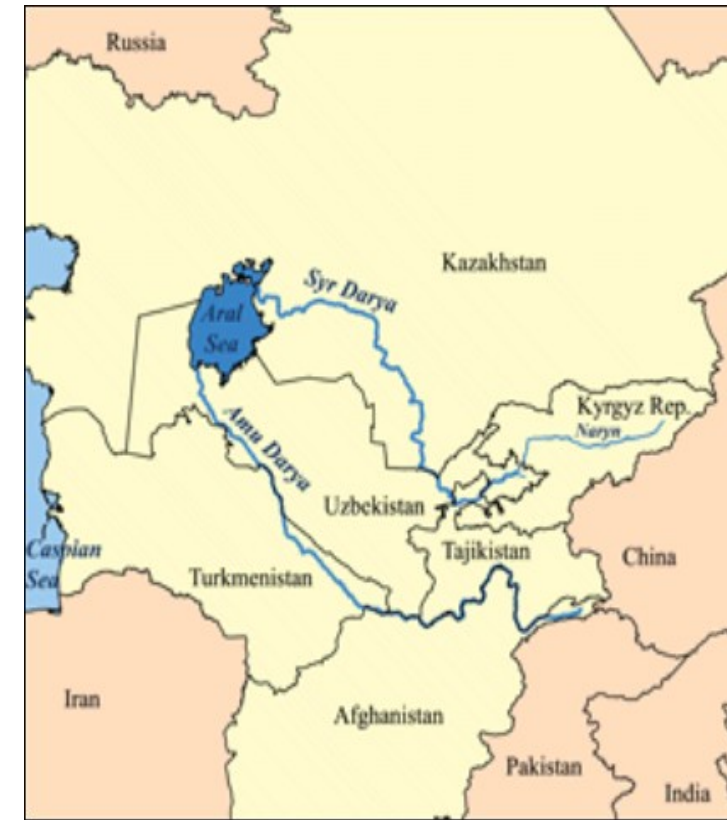 Russia
Kazakhstan
Syr Darya
Aral
Sea
Kyrgyz Rep.
Naryn
Amu Darya
Uzbekistan
Tajikistan
Caspian
Sea
Turkmenistan
China
Iran
Afghanistan
Pakistan
India